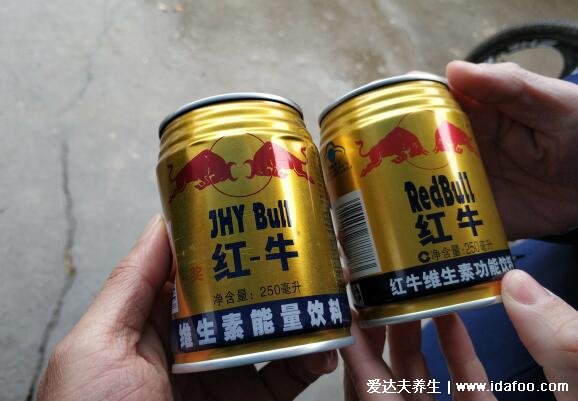 JHY Bull
红-牛
奖
净含量：250毫升
维生素能量饮料
RedBull
红牛
净含量：250毫升
红牛维生素功能饮
爱达夫养生 | www.idafoo.com